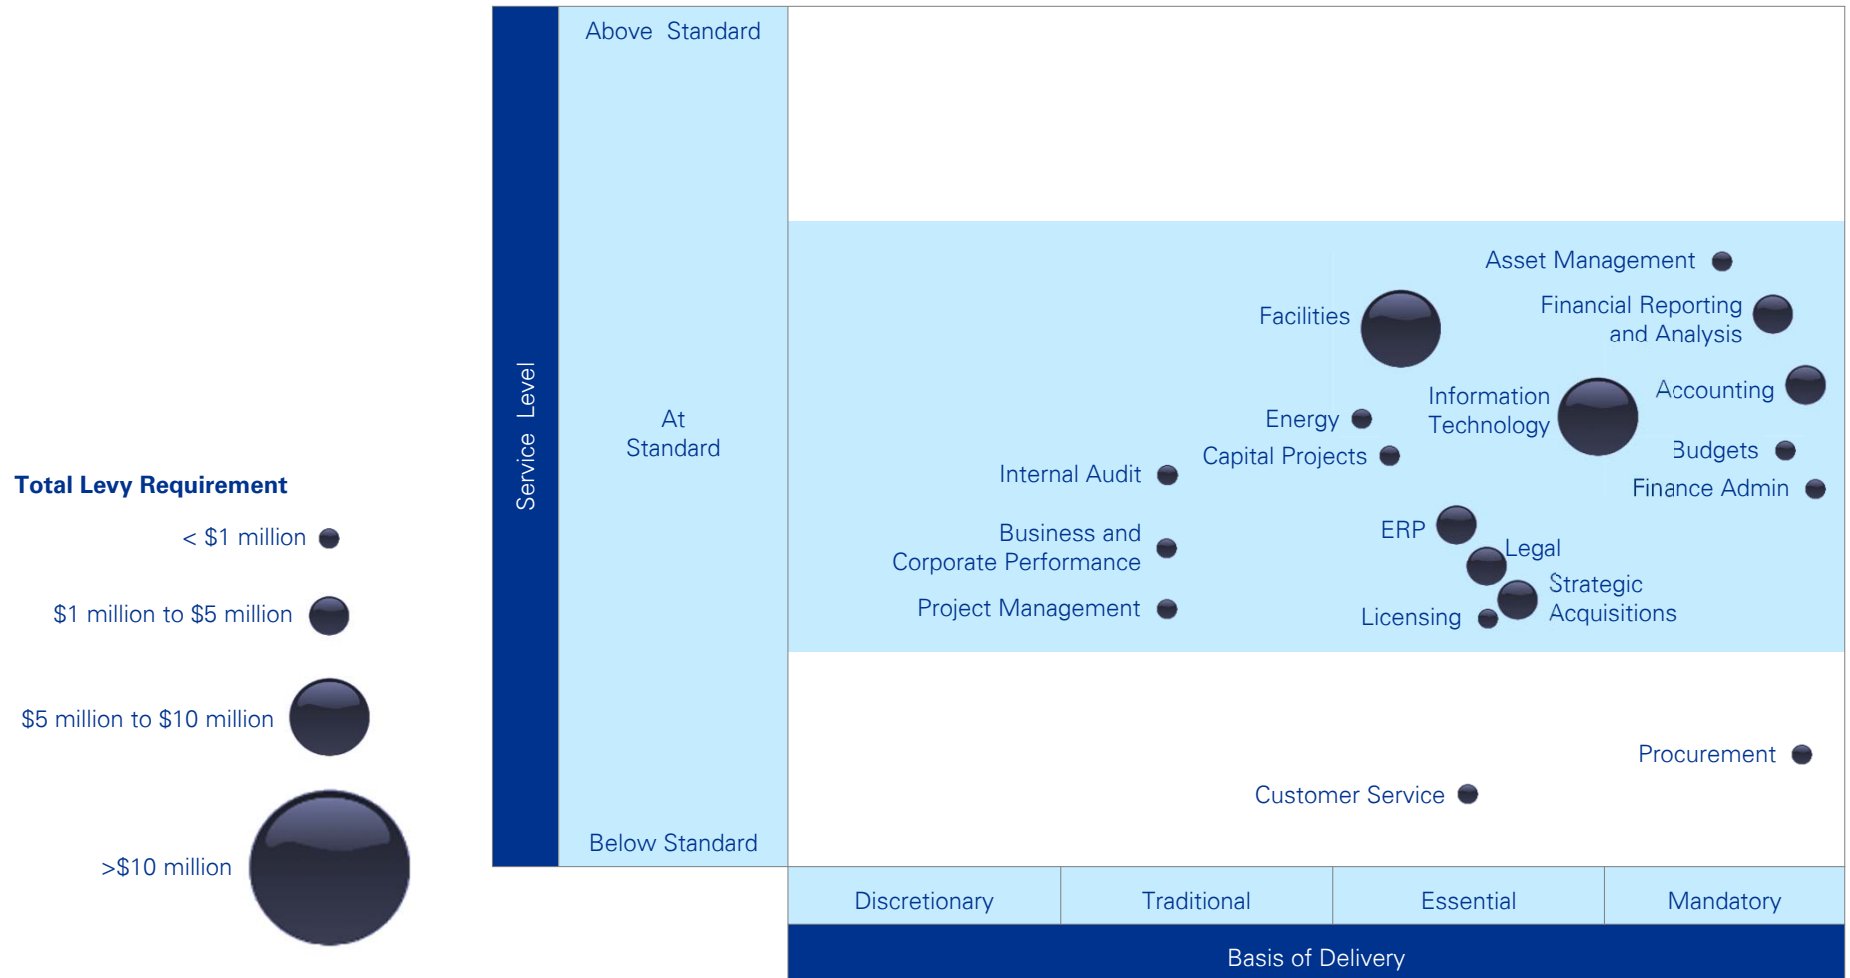 Total Levy Requirement
< $1 million
$1 million to $5 million
$5 million to $10 million
>$10 million
Service Level
Above Standard
At
Standard
Below Standard
Asset Management
Facilities
Financial Reporting
and Analysis
Information
Technology
Accounting
Energy
Capital Projects
Budgets
Internal Audit
Finance Admin
ERP
Business and
Corporate Performance
Legal
Strategic
Acquisitions
Project Management
Licensing
Procurement
Customer Service
Discretionary
Traditional
Essential
Mandatory
Basis of Delivery